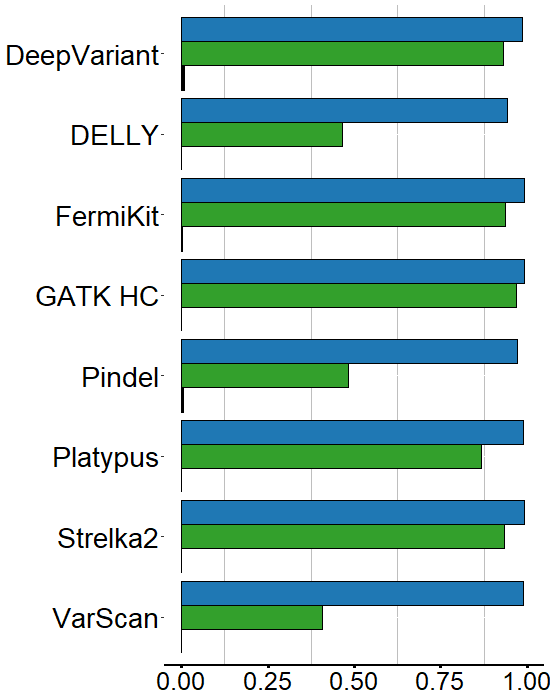 DeepVariant
DELLY
FermiKit
GATK HC
Pindel
Platypus
Strelka2
VarScan
0.00 0.25 0.50 0.75 1.00